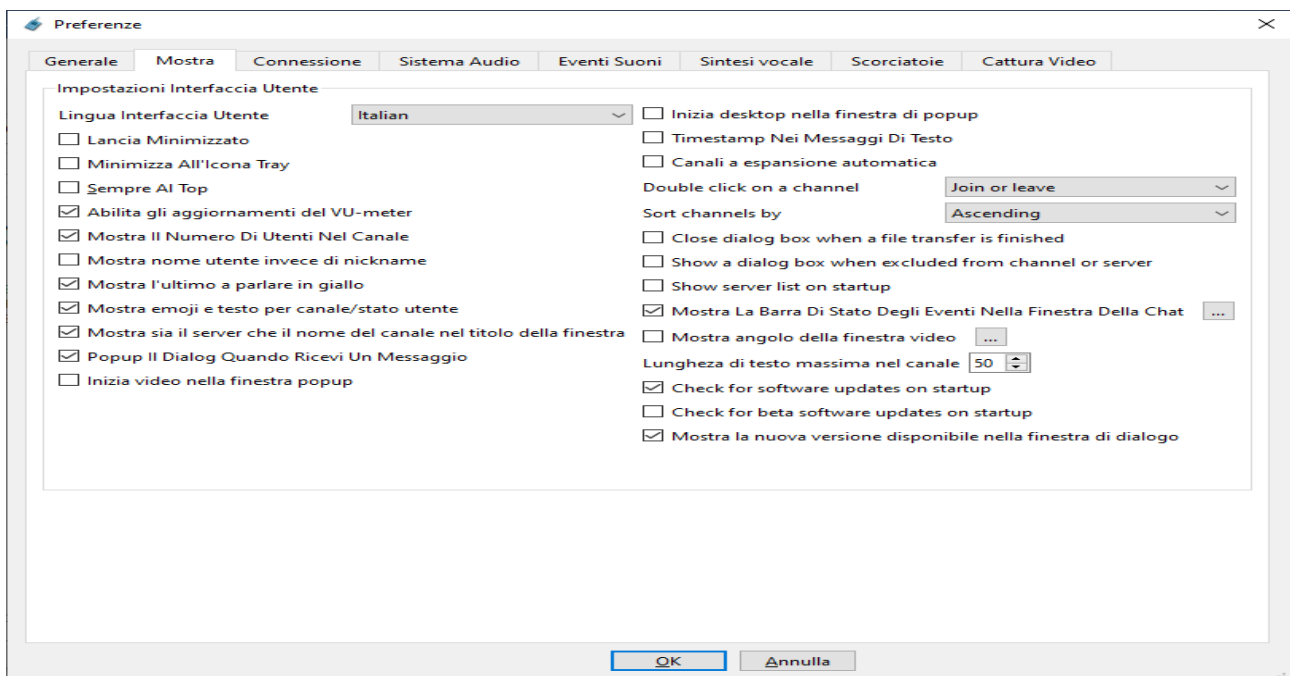 Preferenze
Generale Mostra Connessione Sistema Audio Eventi Suoni Sintesi vocale Scorciatoie Cattura Video
Impostazioni Interfaccia Utente
Lingua Interfaccia Utente Italian
Lancia Minimizzato
Minimizza All'Icona Tray
Sempre Al Top
Abilita gli aggiornamenti del VU-meter
Mostra Il Numero Di Utenti Nel Canale
Mostra nome utente invece di nickname
Mostra l'ultimo a parlare in giallo
Mostra emoji e testo per canale/stato utente
Mostra sia il server che il nome del canale nel titolo della finestra
Popup Il Dialog Quando Ricevi Un Messaggio
Inizia video nella finestra popup
Inizia desktop nella finestra di popup
Timestamp Nei Messaggi Di Testo
Canali a espansione automatica
Double click on a channel Join or leave
Sort channels by Ascending
Close dialog box when a file transfer is finished
Show a dialog box when excluded from channel or server
Show server list on startup
Mostra La Barra Di Stato Degli Eventi Nella Finestra Della Chat ...
Mostra angolo della finestra video ...
Lungheza di testo massima nel canale 50
Check for software updates on startup
Check for beta software updates on startup
Mostra la nuova versione disponibile nella finestra di dialogo
OK Annulla